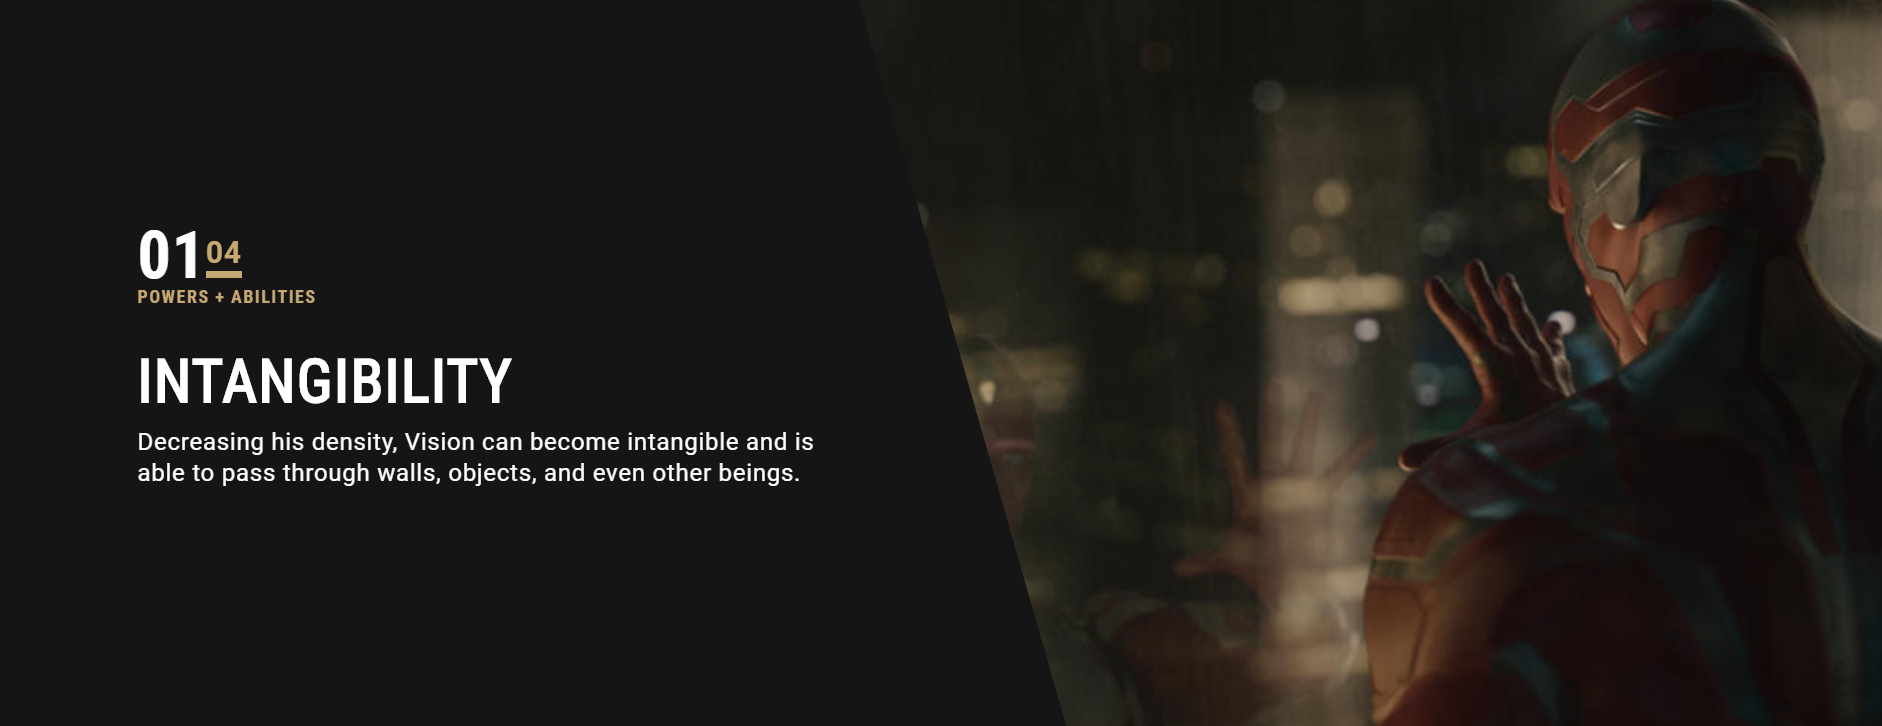 01 04
POWERS + ABILITIES
INTANGIBILITY
Decreasing his density, Vision can become intangible and is
able to pass through walls, objects, and even other beings.